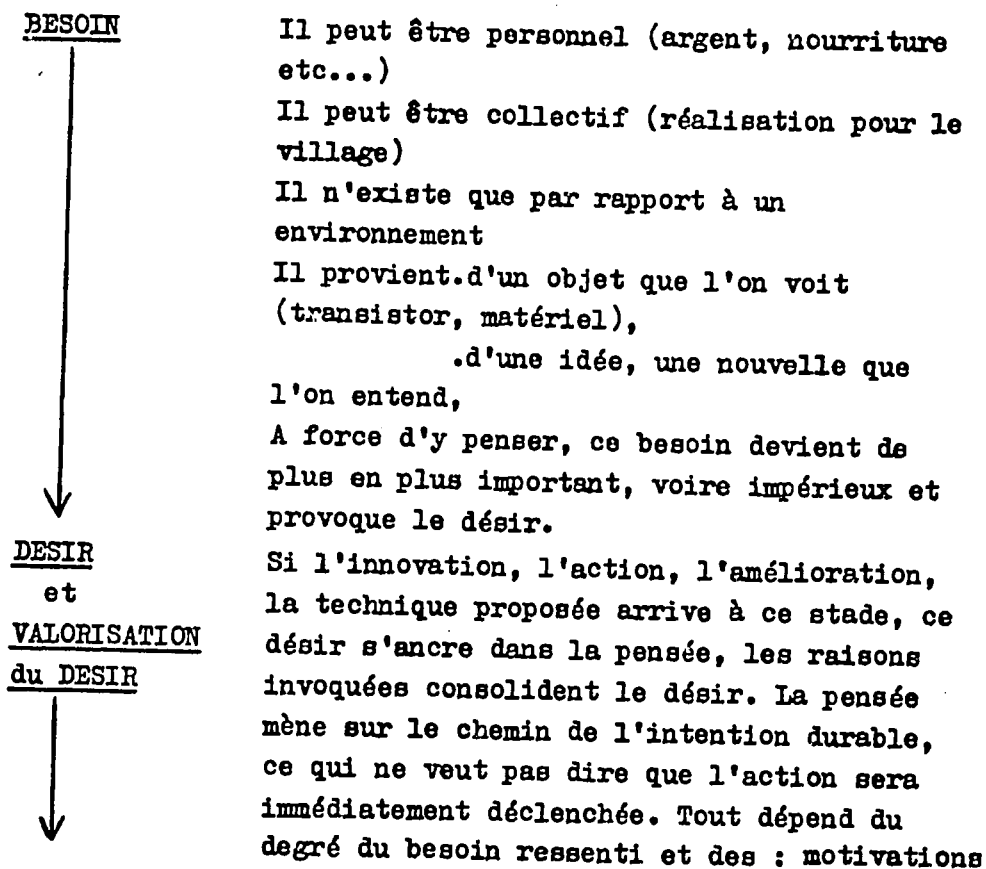 BESOIN
Il peut être personnel (argent, nourriture
etc...)
Il peut être collectif (réalisation pour le
village)
Il n'existe que par rapport à un
environnement
Il provient.d'un objet que l'on voit
(transistor, matériel),
.d'une idée, une nouvelle que
l'on entend,
A force d'y penser, ce besoin devient de
plus en plus important, voire impérieux et
provoque le désir.
DESIR
et
VALORISATION
du DESIR
Si l'innovation, l'action, l'amélioration,
la technique proposée arrive à ce stade, ce
désir s'ancre dans la pensée, les raisons
invoquées consolident le désir. La pensée
mène sur le chemin de l'intention durable,
ce qui ne veut pas dire que l'action sera
immédiatement déclenchée. Tout dépend du
degré du besoin ressenti et des : motivations